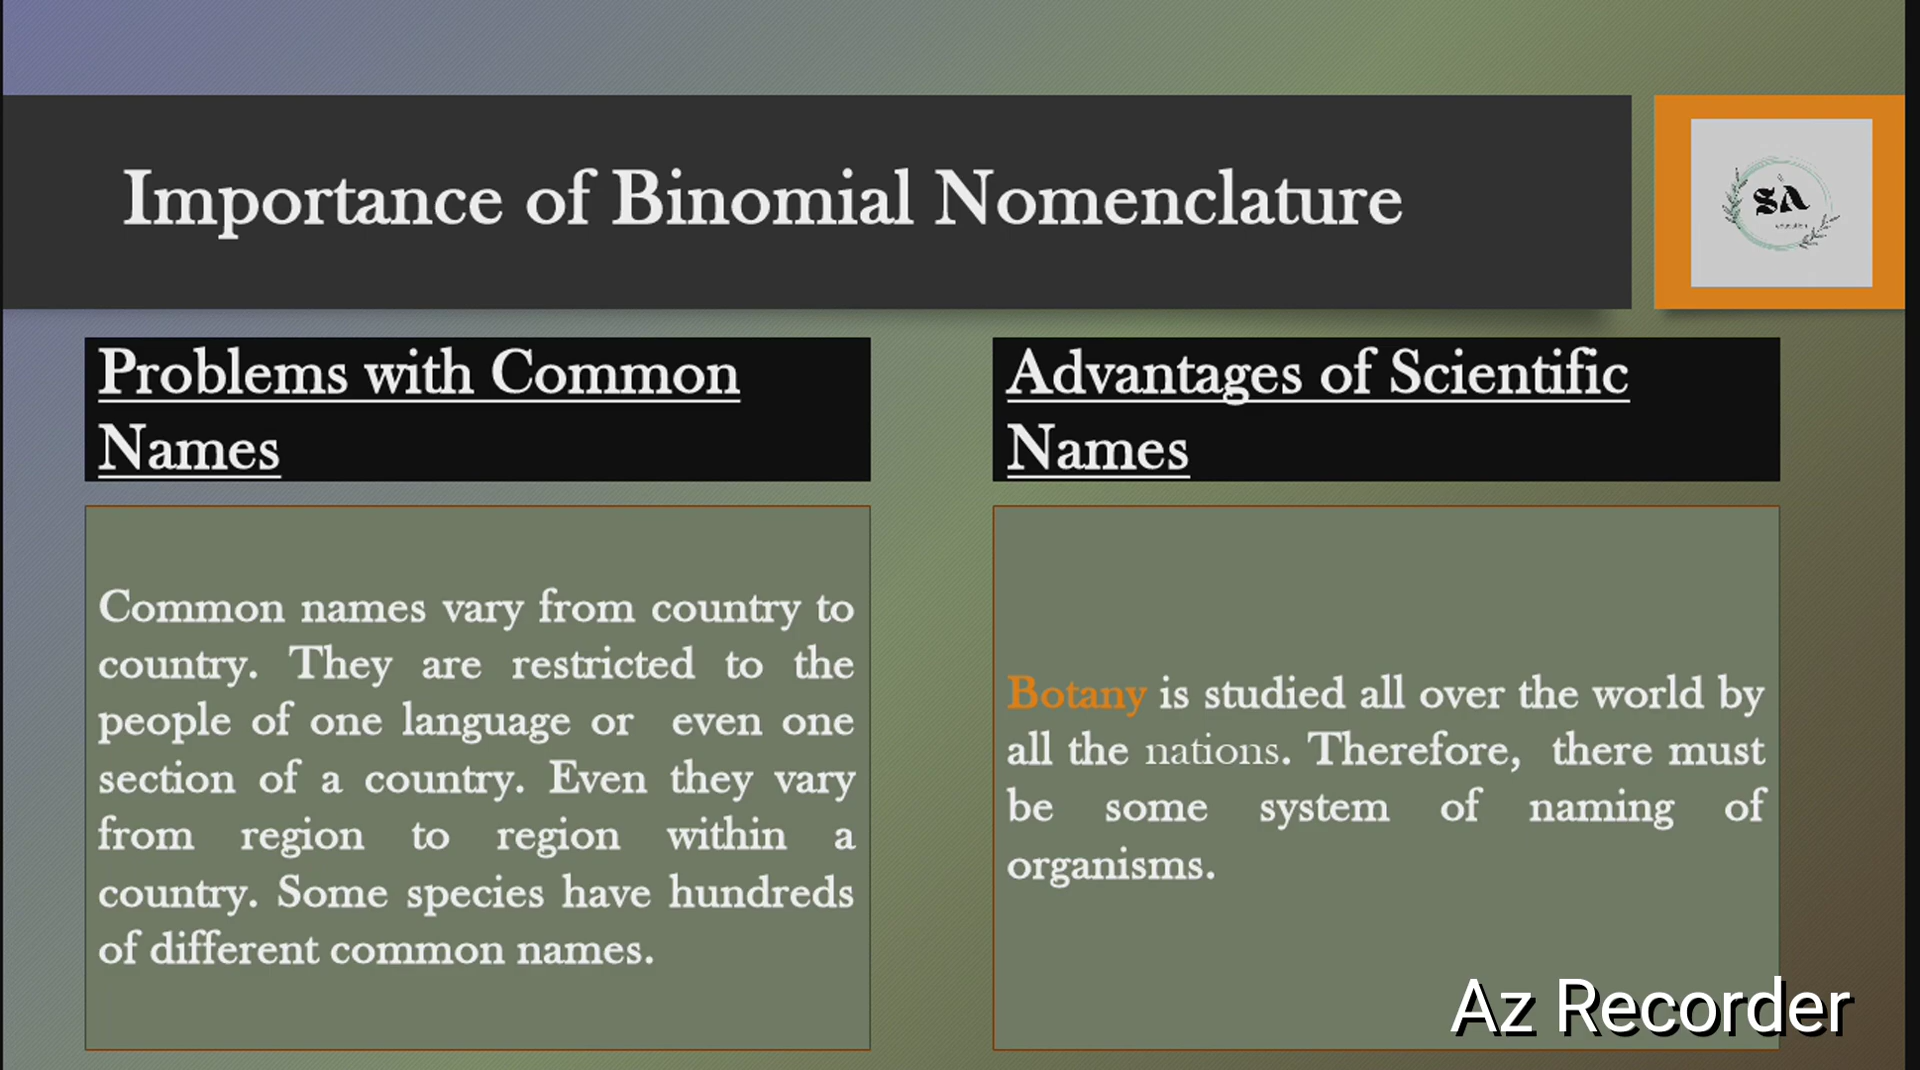 Importance of Binomial Nomenclature
SA
Problems with Common
Names
Common names vary from country to
country. They are restricted to the
people of one language or even one
section of a country. Even they vary
from region to region within a
country. Some species have hundreds
of different common names.
Advantages of Scientific
Names
Botany is studied all over the world by
all the nations. Therefore, there must
be some system of naming of
organisms.
Az Recorder